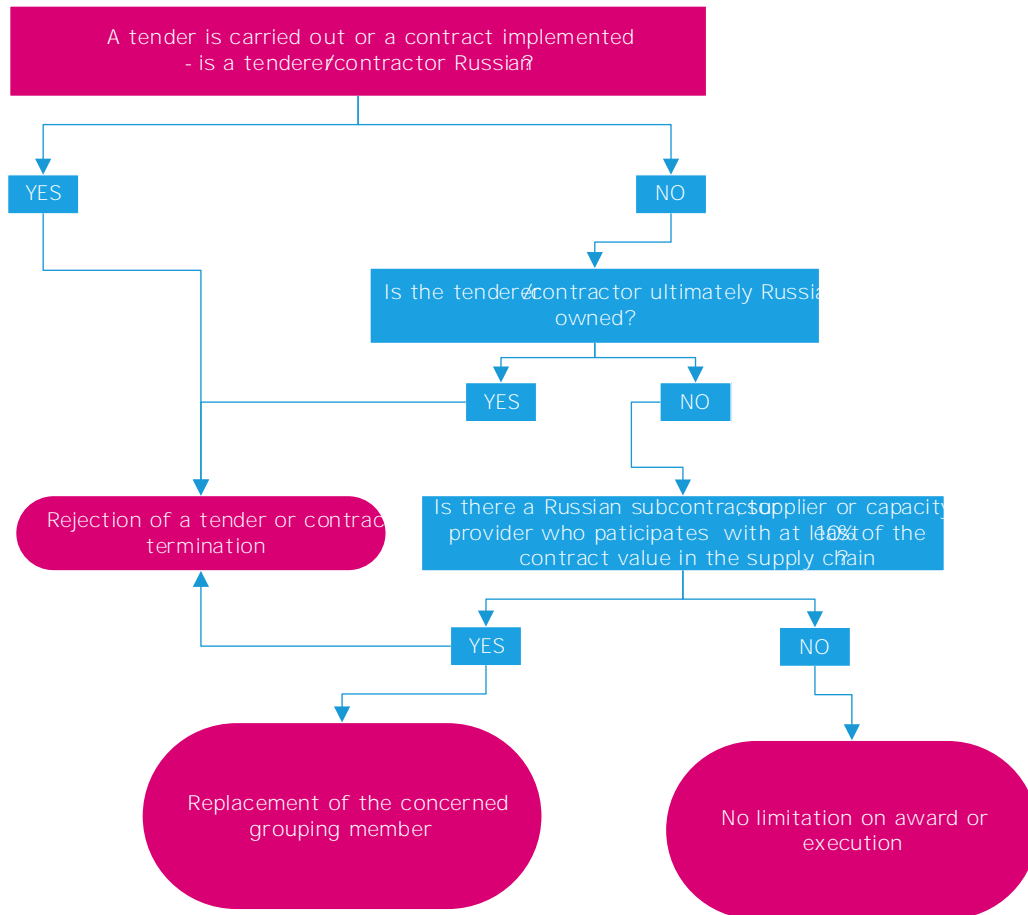 A tender is carried out or a contract implemented
- is a tenderer/contractor Russian?
YES
NO
Is the tenderer/contractor ultimately Russia
owned?
YES
NO
Rejection of a tender or contrac
termination
Is there a Russian subcontractor, supplier or capacity
provider who paticipates with at least 10% of the
contract value in the supply chain?
YES
NO
Replacement of the concerned
grouping member
No limitation on award or
execution